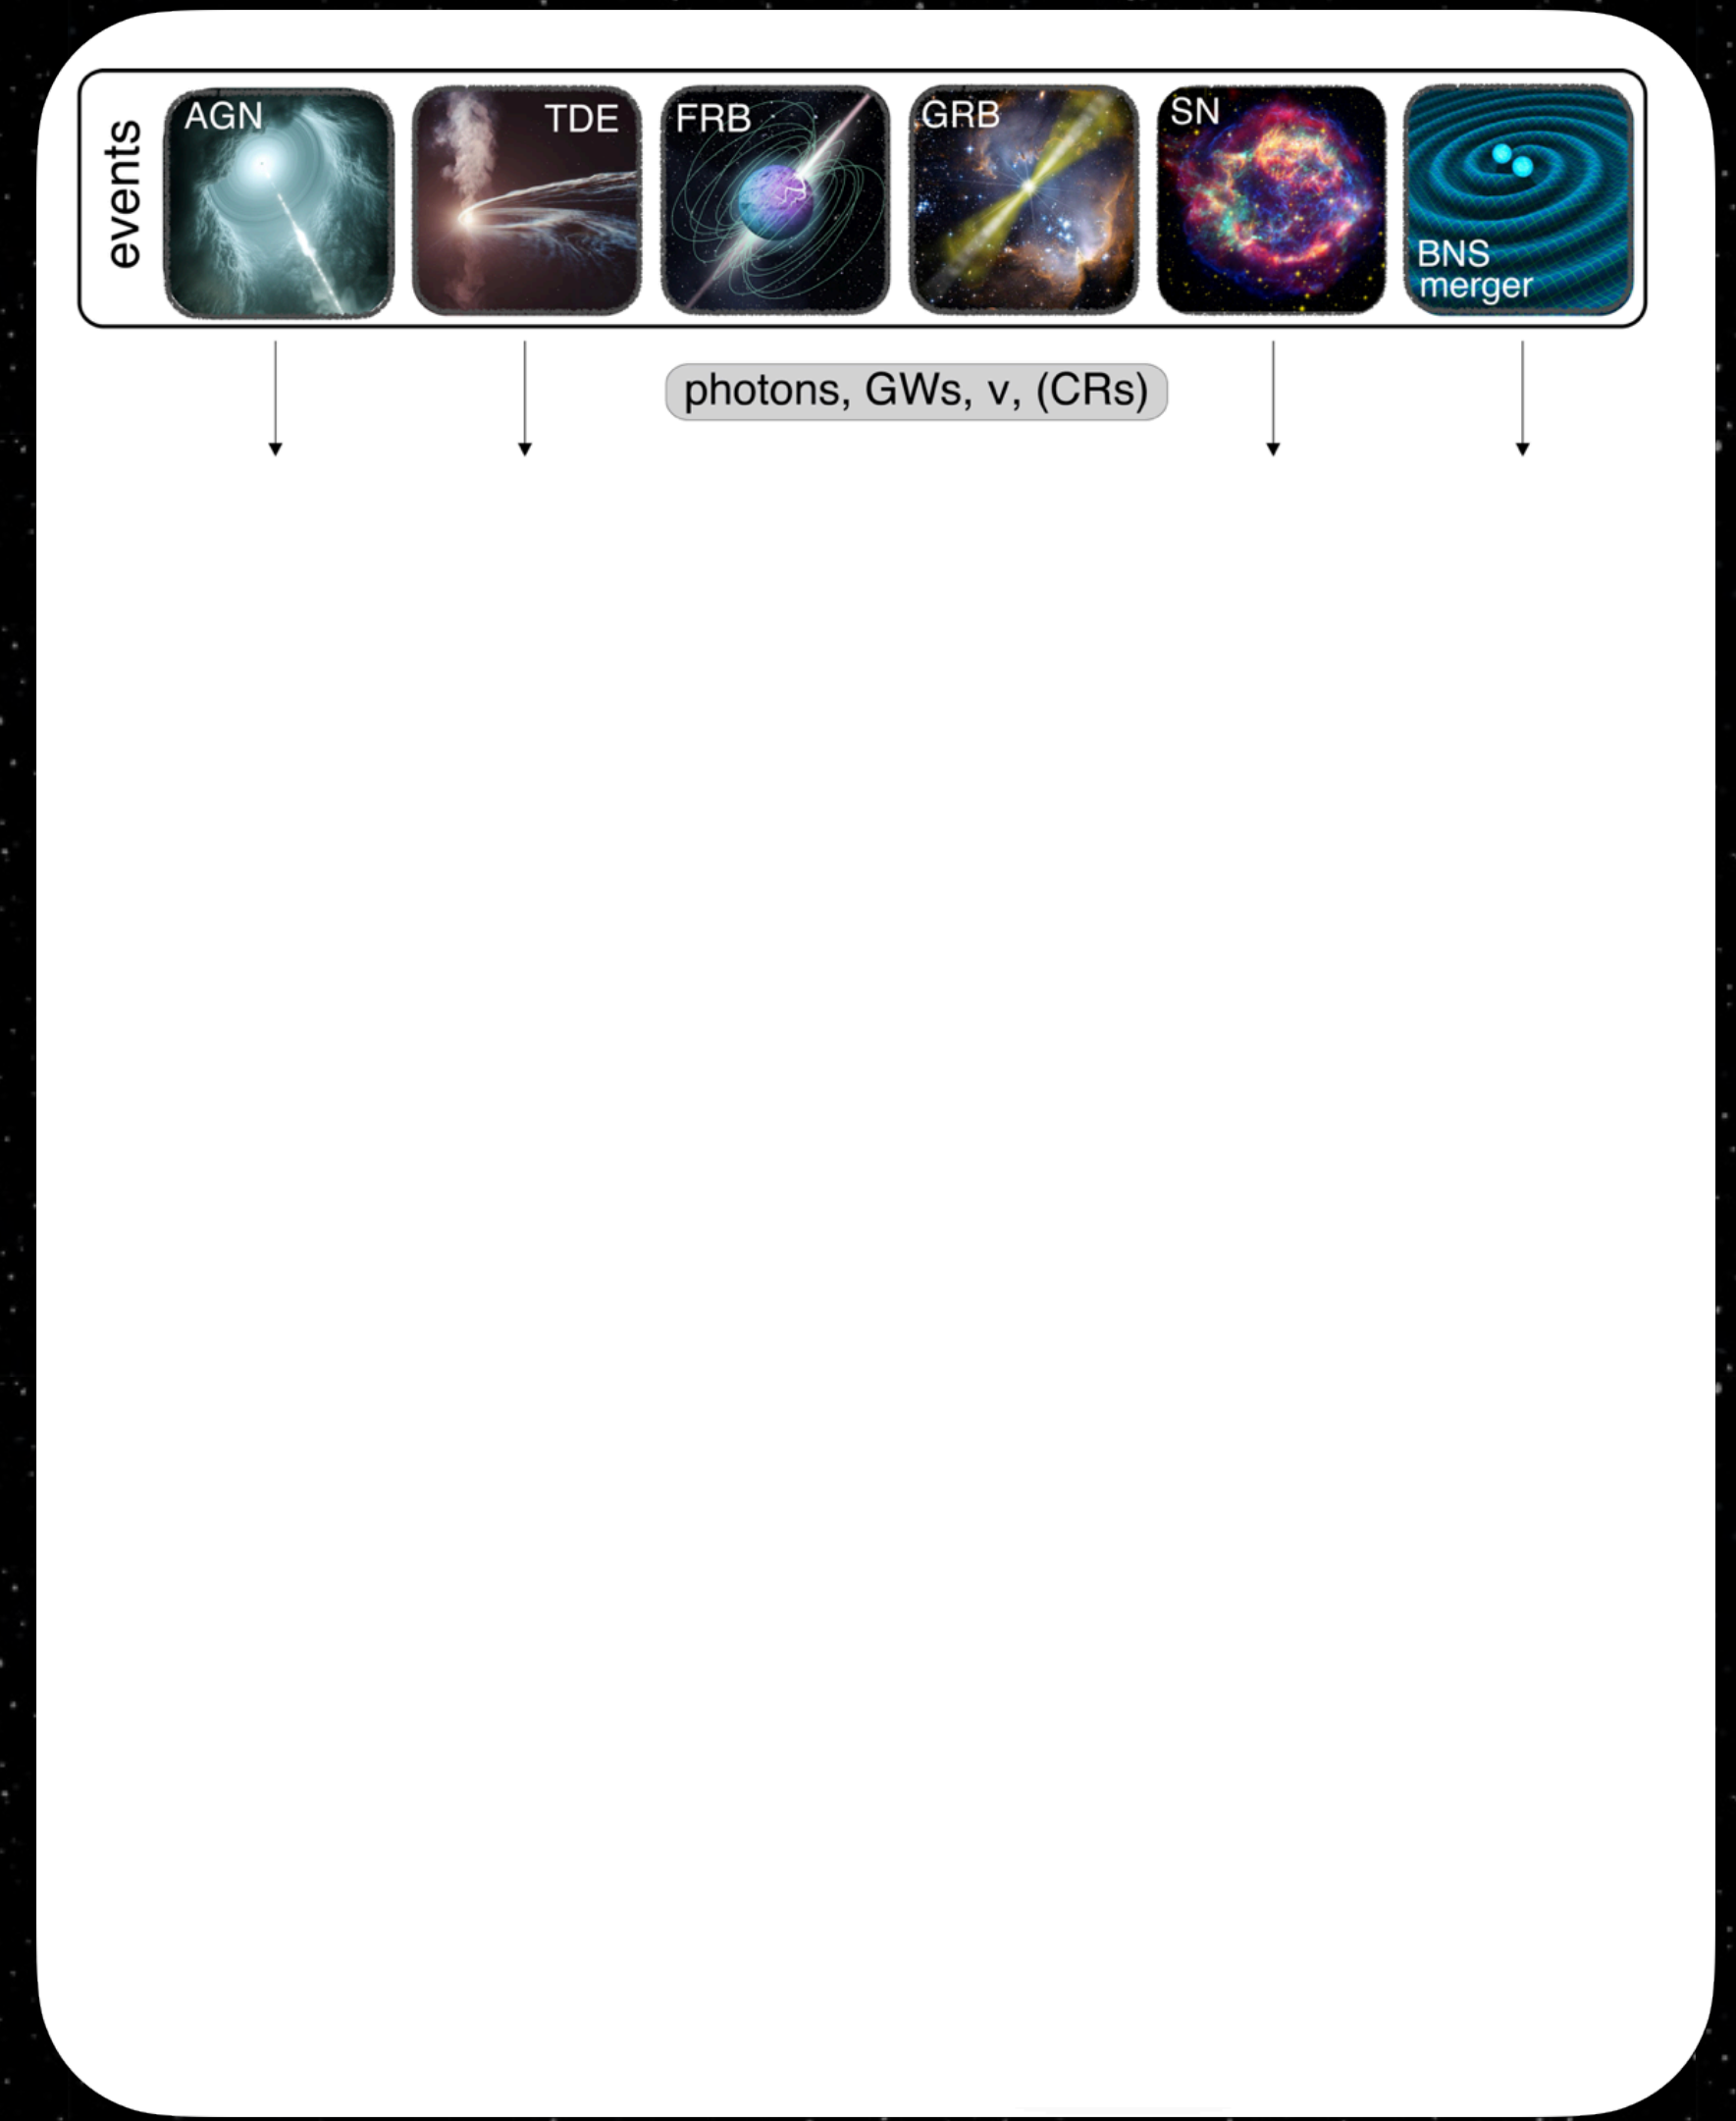 events
AGN
TDE
FRB
GRB
SN
BNS
merger
photons, GWs, ν, (CRs)